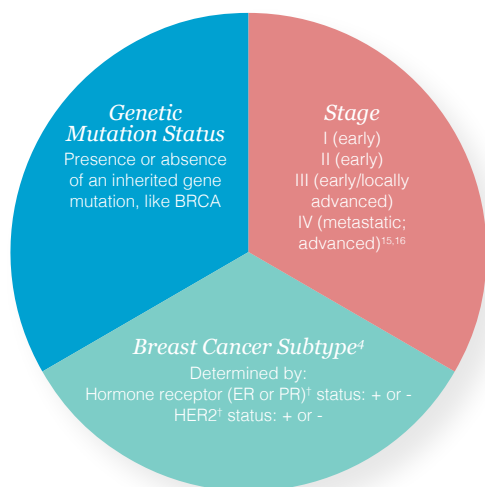 Genetic
Mutation Status
Presence or absence
of an inherited gene
mutation, like BRCA
Stage
I (early)
II (early)
III (early/locally
advanced)
IV (metastatic;
advanced)15,16
Breast Cancer Subtype4
Determined by:
Hormone receptor (ER or PR)† status: + or -
HER2† status: + or -